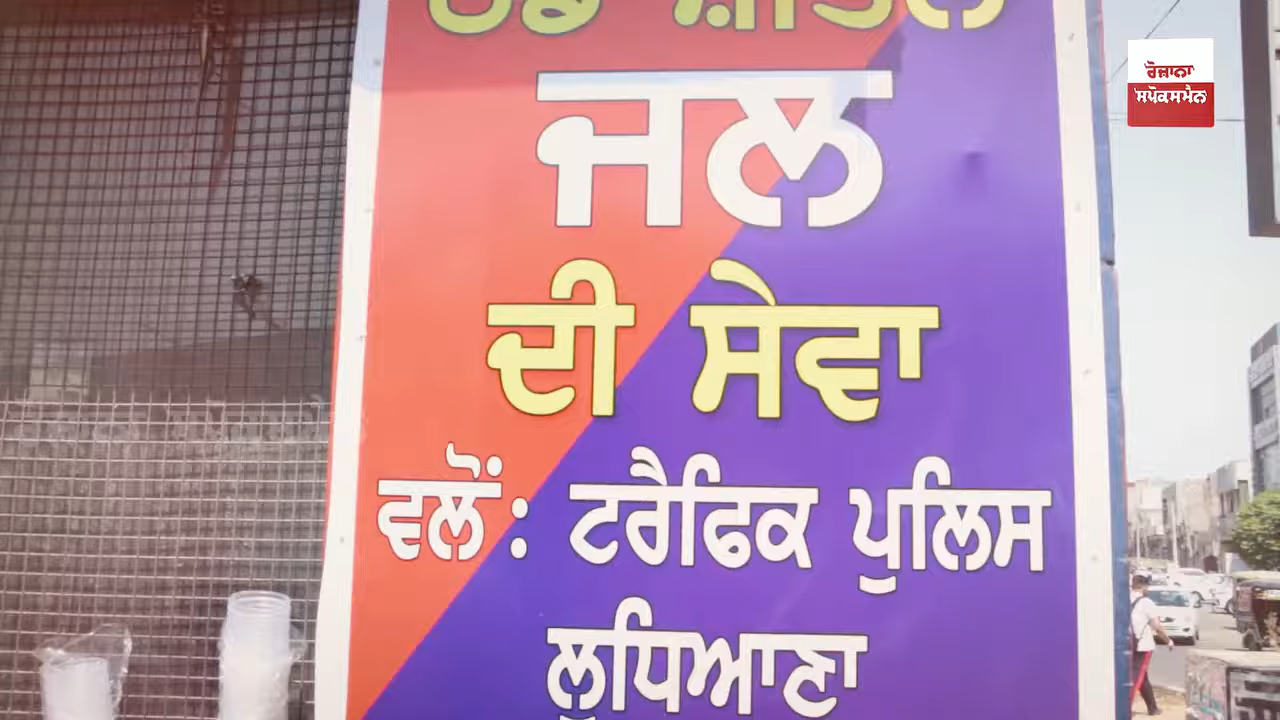 ਜਲ
ਦੀ ਸੇਵਾ
ਵਲੋਂ : ਟਰੈਫਿਕ ਪੁਲਿਸ
ਲੁਧਿਆਣਾ
ਰੋਜ਼ਾਨਾ
ਸਪੋਕਸਮੈਨ